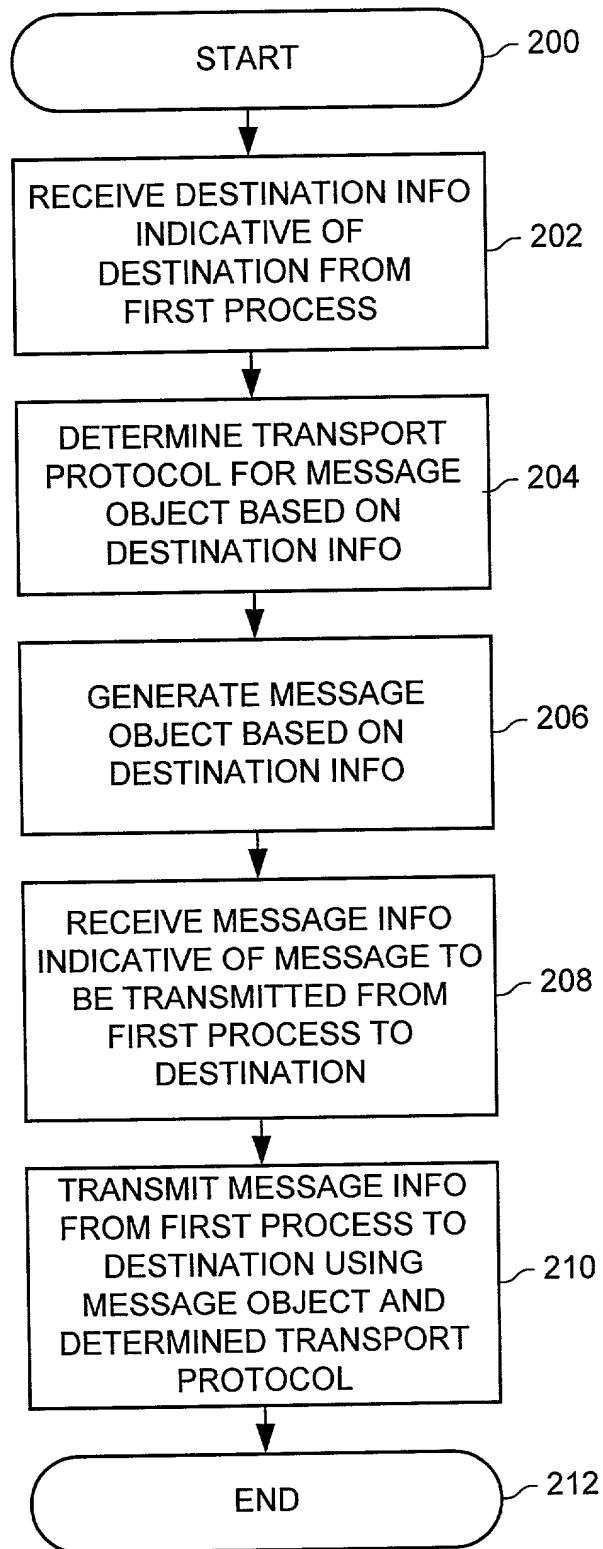 START
200
RECEIVE DESTINATION INFO
INDICATIVE OF
DESTINATION FROM
FIRST PROCESS
202
DETERMINE TRANSPORT
PROTOCOL FOR MESSAGE
OBJECT BASED ON
DESTINATION INFO
204
GENERATE MESSAGE
OBJECT BASED ON
DESTINATION INFO
206
RECEIVE MESSAGE INFO
INDICATIVE OF MESSAGE TO
BE TRANSMITTED FROM
FIRST PROCESS TO
DESTINATION
208
TRANSMIT MESSAGE INFO
FROM FIRST PROCESS TO
DESTINATION USING
MESSAGE OBJECT AND
DETERMINED TRANSPORT
PROTOCOL
210
END
212